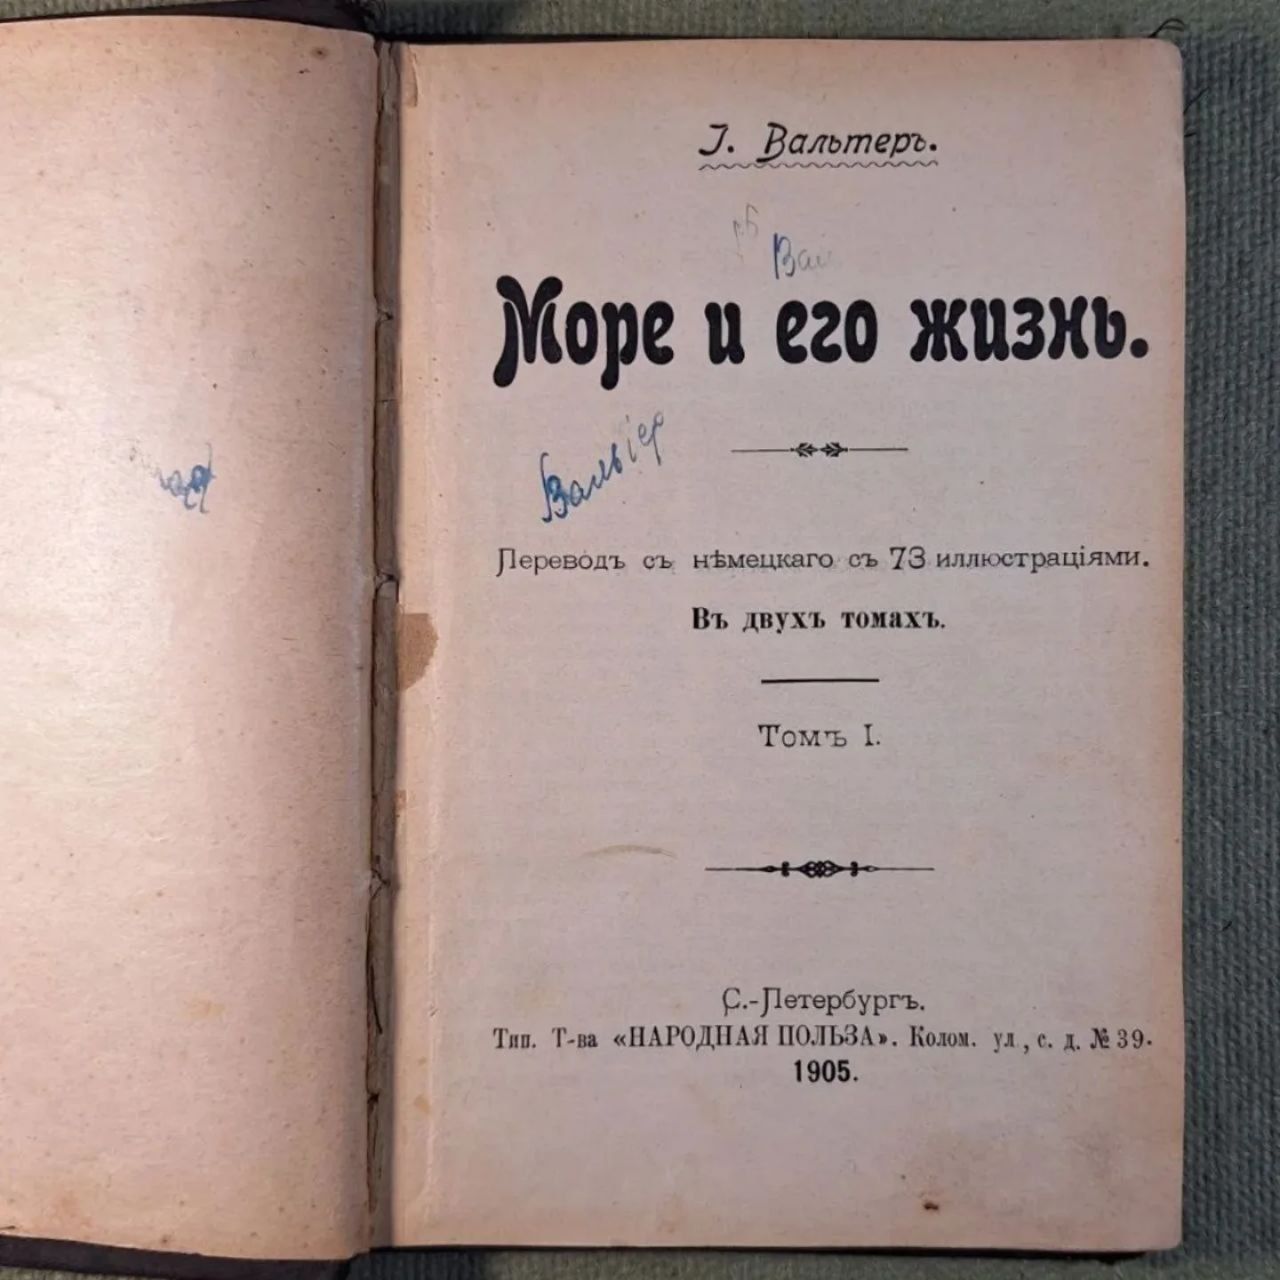 І. Вальтеръ.
Вал
Море и его жизнь.
Вальтер
Переводъ съ нѣмецкаго съ 73 иллюстраціями.
Въ двухъ томахъ.
Томъ I.
С.-Петербургъ.
Тип. Т-ва «НАРОДНАЯ ПОЛЬЗА». Колом. ул., с. д. № 39.
1905.